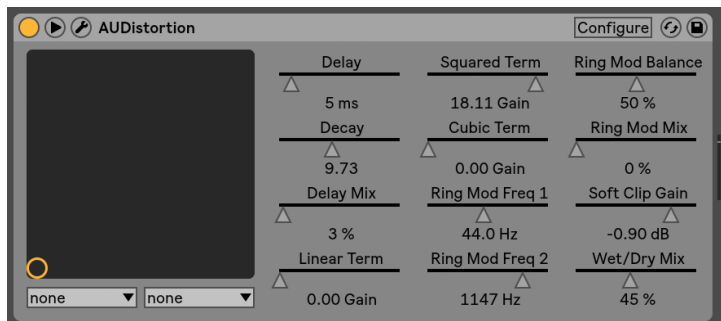 AUDistortion Configure
Delay Squared Term Ring Mod Balance
5 ms 18.11 Gain 50 %
Decay Cubic Term Ring Mod Mix
9.73 0.00 Gain 0 %
Delay Mix Ring Mod Freq 1 Soft Clip Gain
3 % 44.0 Hz -0.90 dB
Linear Term Ring Mod Freq 2 Wet/Dry Mix
none none 0.00 Gain 1147 Hz 45 %